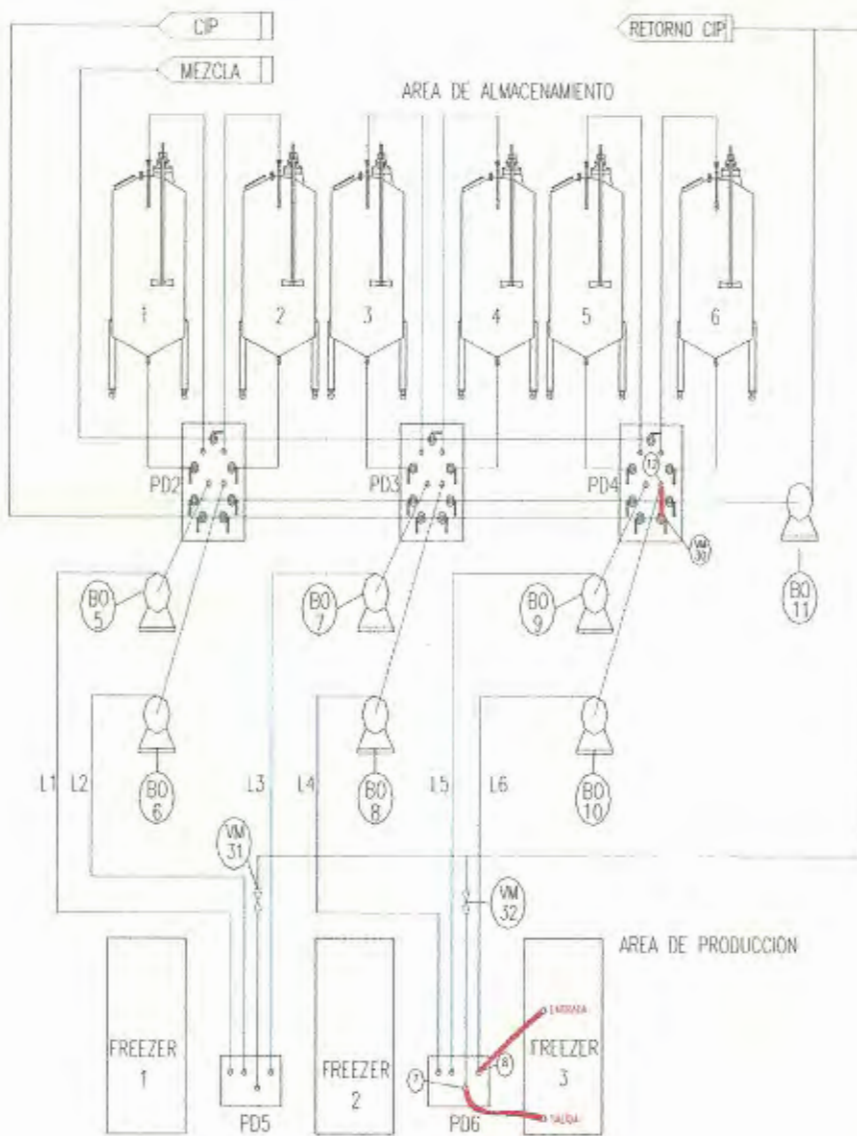 CIP
RETORNO CIP
MEZCLA
AREA DE ALMACENAMIENTO
1
2
3
4
5
6
PD2
PD3
PD4
12
VM
30
BO
5
BO
7
BO
9
BO
11
BO
6
BO
8
BO
10
L1
L2
L3
L4
L5
L6
VM
31
VM
32
AREA DE PRODUCCION
FREEZER
1
FREEZER
2
FREEZER
3
ENTRADA
SALIDA
7
8
PD5
PD6